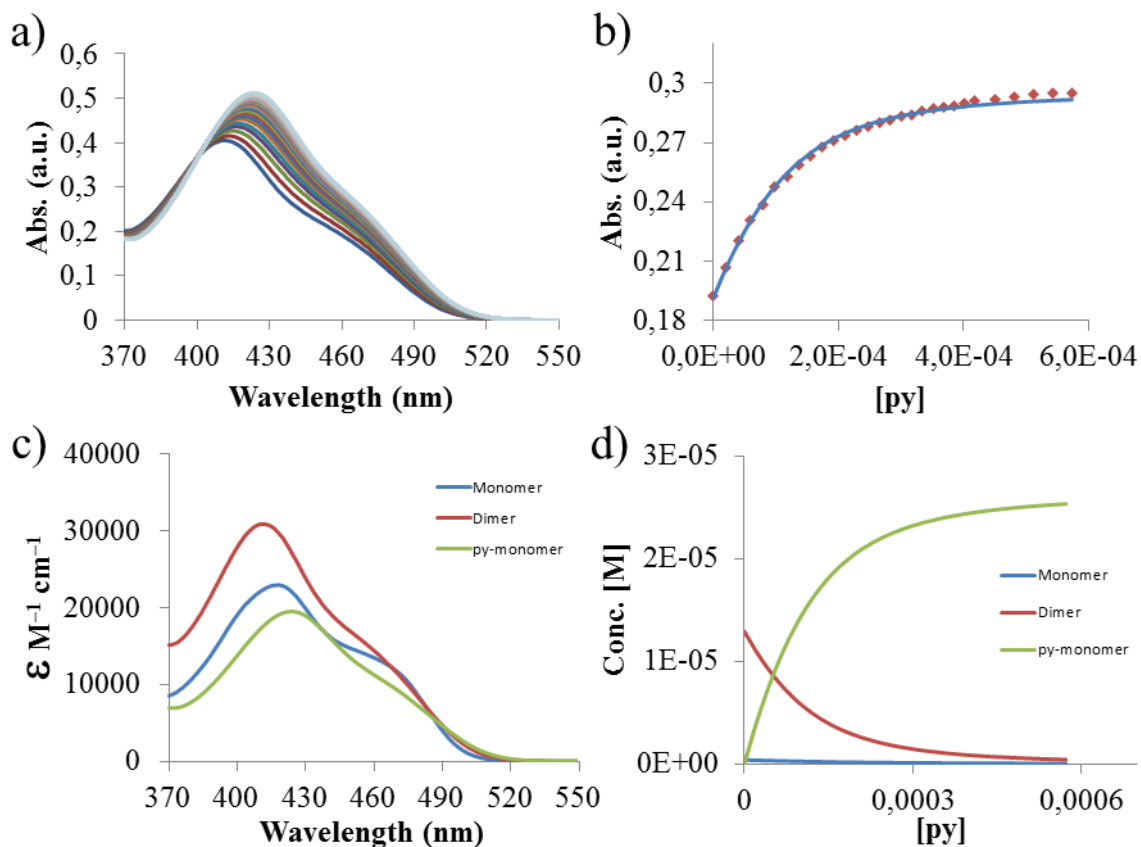 a)
0,6
0,5
0,4
0,3
0,2
0,1
0
Abs. (a.u.)
370 400 430 460 490 520 550
Wavelength (nm)
b)
0,3
0,27
0,24
0,21
0,18
Abs. (a.u.)
0,0E+00 2,0E-04 4,0E-04 6,0E-04
[py]
c)
40000
30000
20000
10000
0
ε M⁻¹ cm⁻¹
Monomer
Dimer
py-monomer
370 400 430 460 490 520 550
Wavelength (nm)
d)
3E-05
2E-05
1E-05
0E+00
Conc. [M]
Monomer
Dimer
py-monomer
0 0,0003 0,0006
[py]